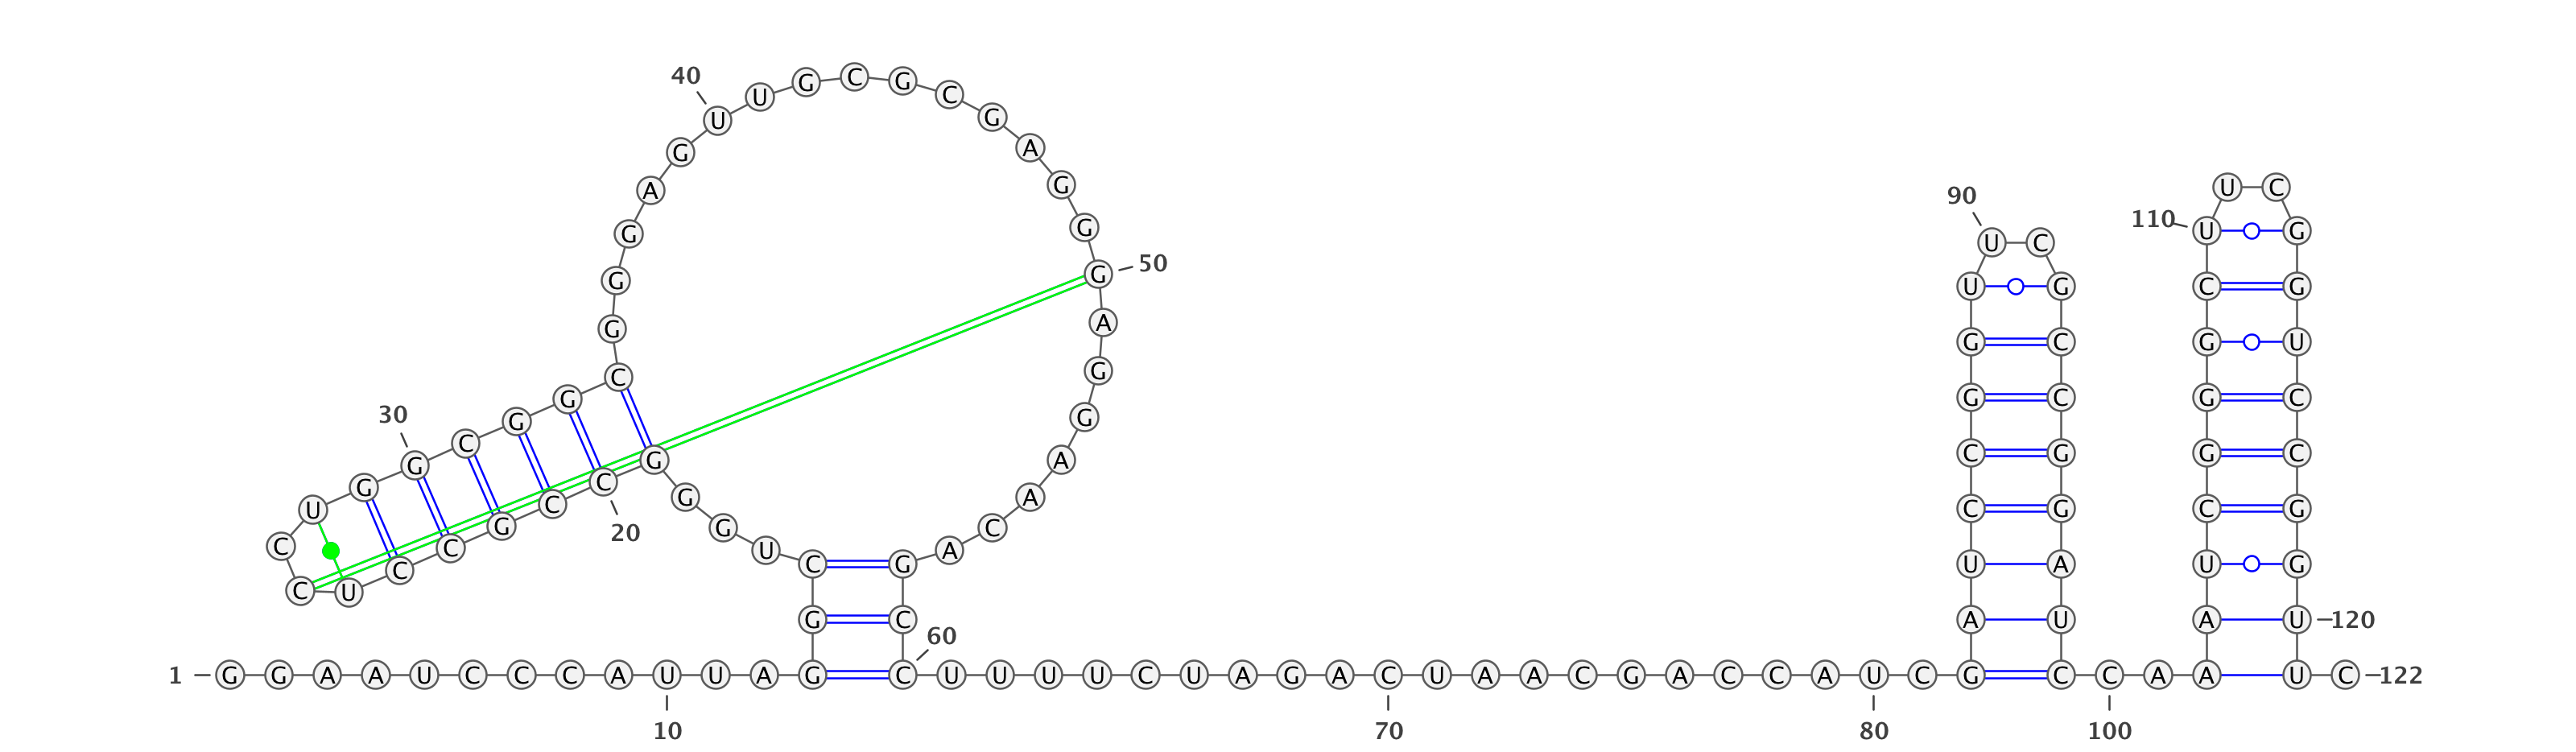 1
G G A A U C C C A U
10
U A G G C U G G G C
20
C G C C U C C U G G
30
C G G C G G G A G U
40
U G C G C G A G G G
50
A G G A A C A G C C
60
U U U U C U A G A C
70
U A A C G A C C A U
80
C G A U C C G G U U
90
C G C C G G A U C C
100
A A A U C G G G C U
110
U C G G U C C G G U
120
U C
122